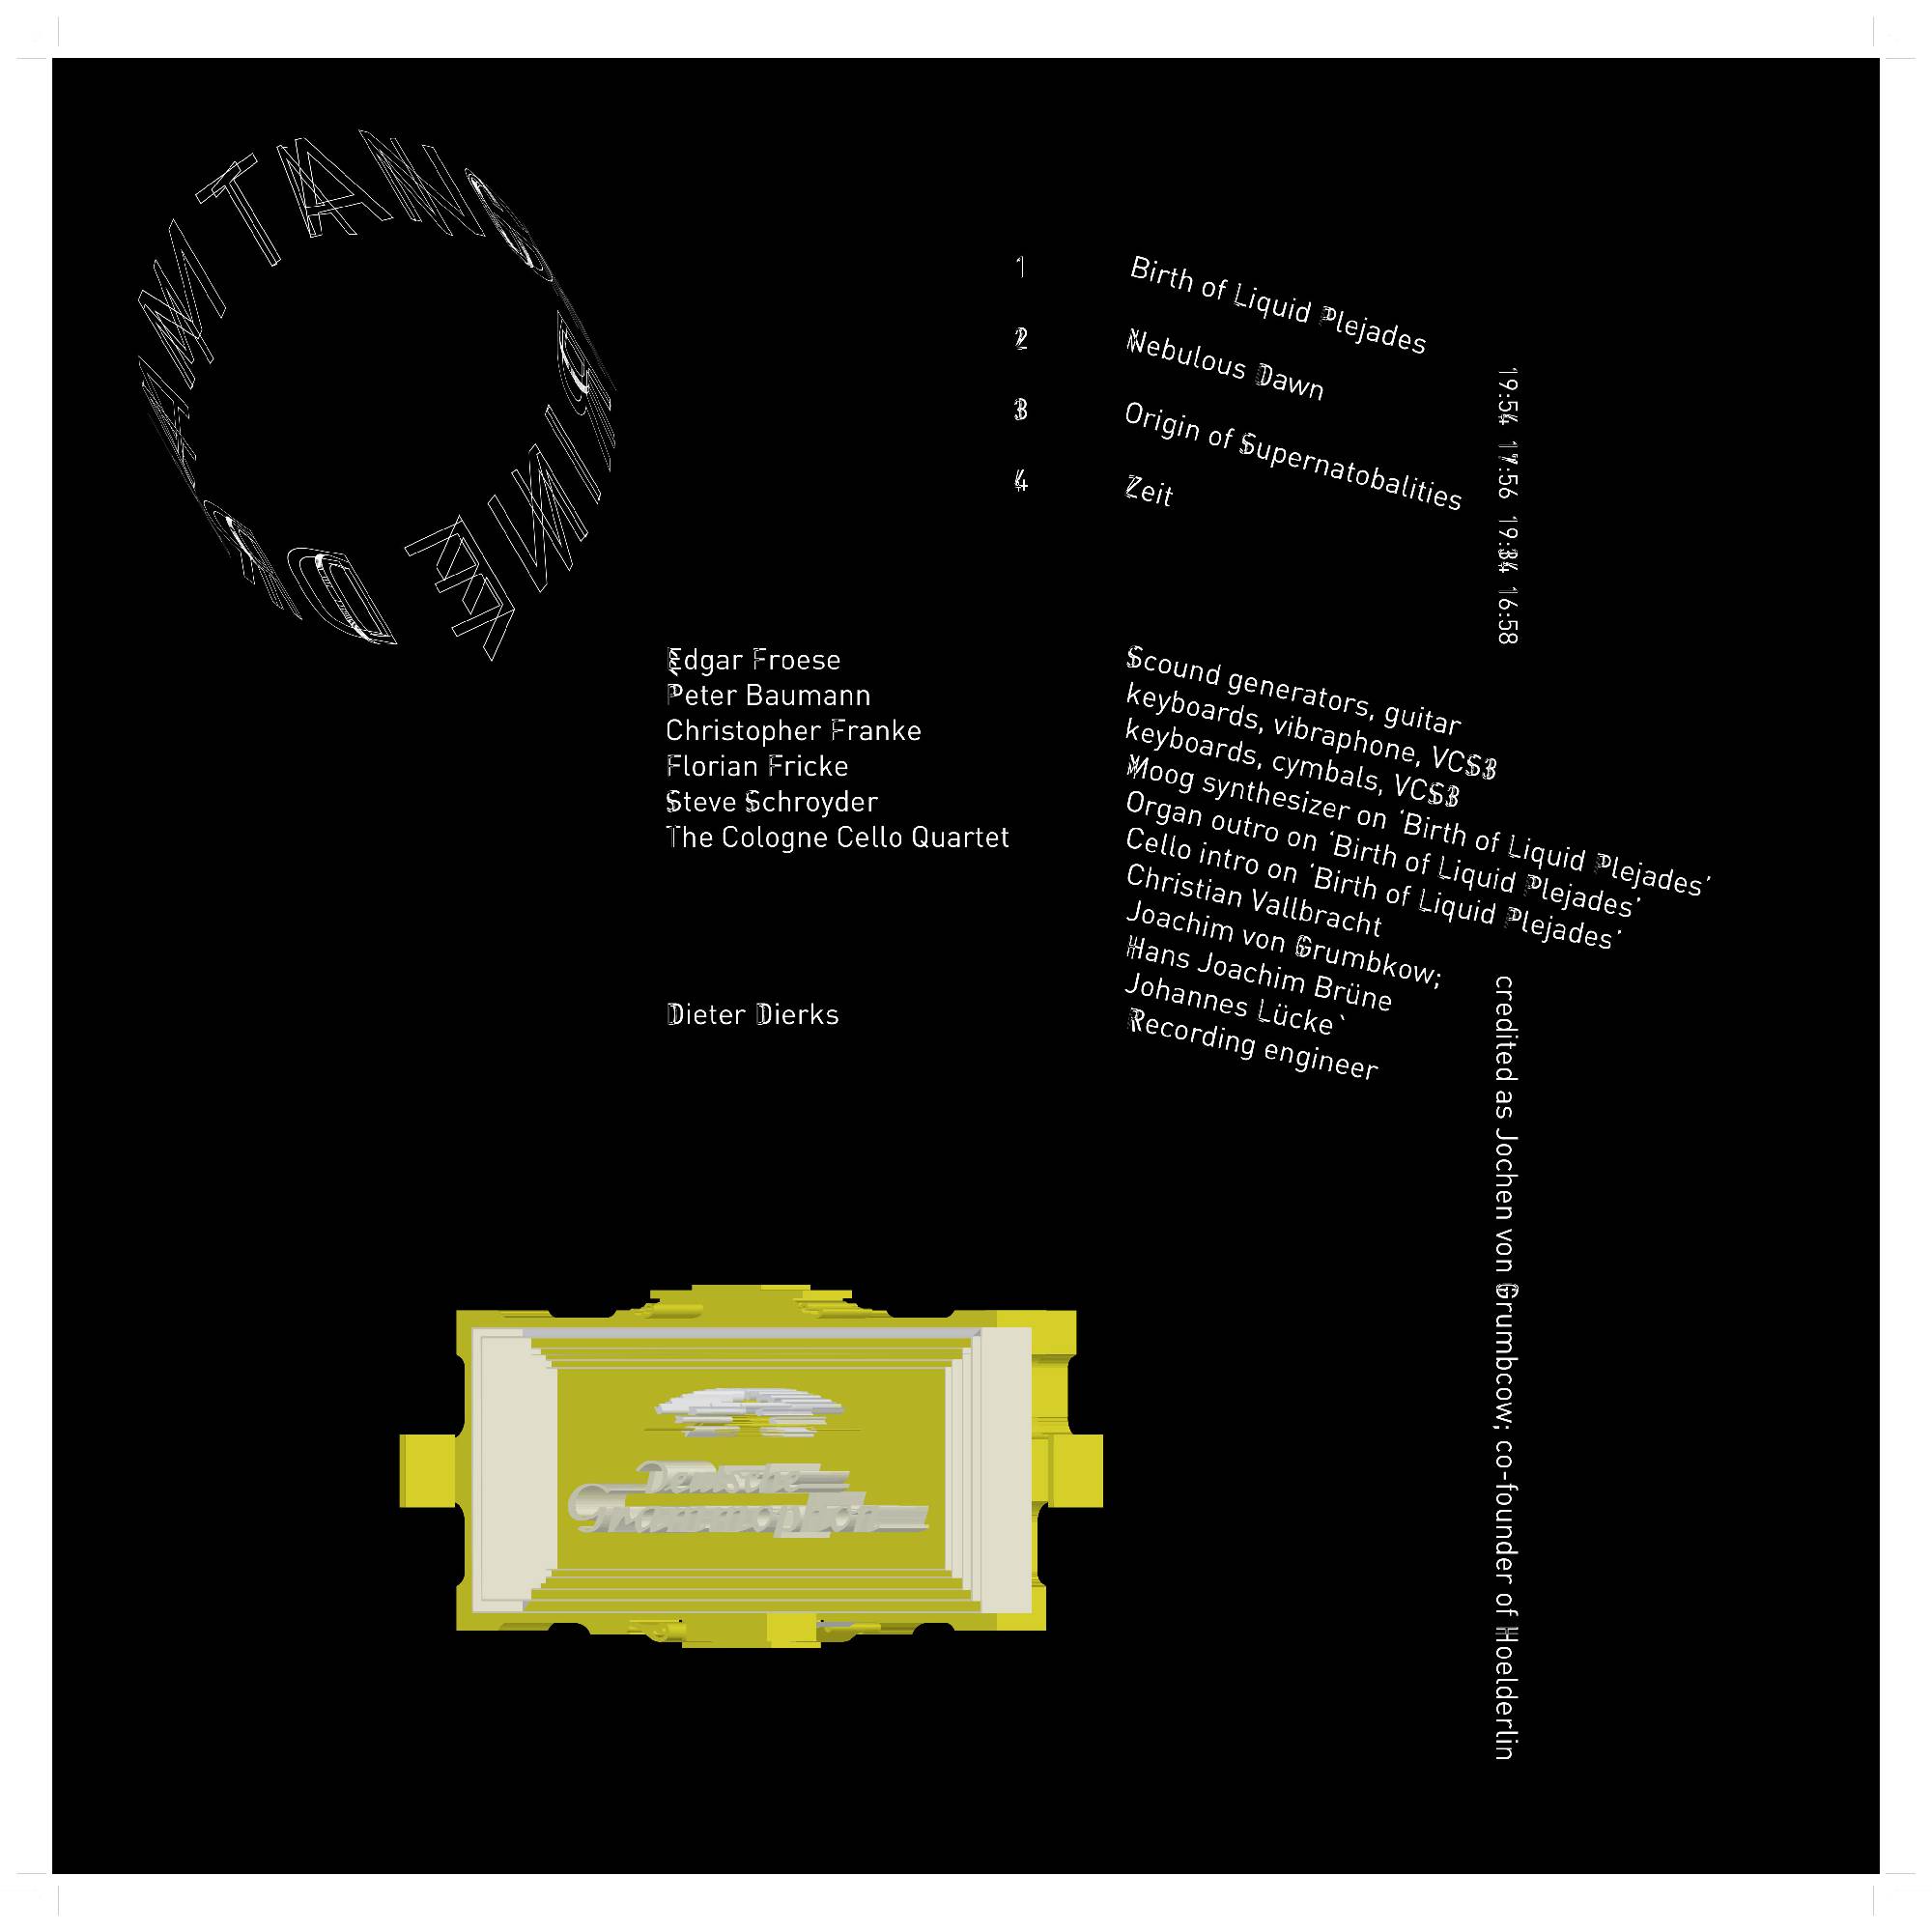 TANGERINE DREAM
1 Birth of Liquid Plejades
2 Nebulous Dawn
3 Origin of Supernatobalities
4 Zeit
19:54 17:56 19:34 16:58
Edgar Froese
Peter Baumann
Christopher Franke
Florian Fricke
Steve Schroyder
The Cologne Cello Quartet
Dieter Dierks
Scound generators, guitar
keyboards, vibraphone, VCS3
keyboards, cymbals, VCS3
Moog synthesizer on ‘Birth of Liquid Plejades’
Organ outro on ‘Birth of Liquid Plejades’
Cello intro on ‘Birth of Liquid Plejades’
Christian Vallbracht
Joachim von Grumbkow;
Hans Joachim Brüne
Johannes Lücke`
Recording engineer
credited as Jochen von Grumbcow; co-founder of Hoelderlin
Deutsche
Grammophon